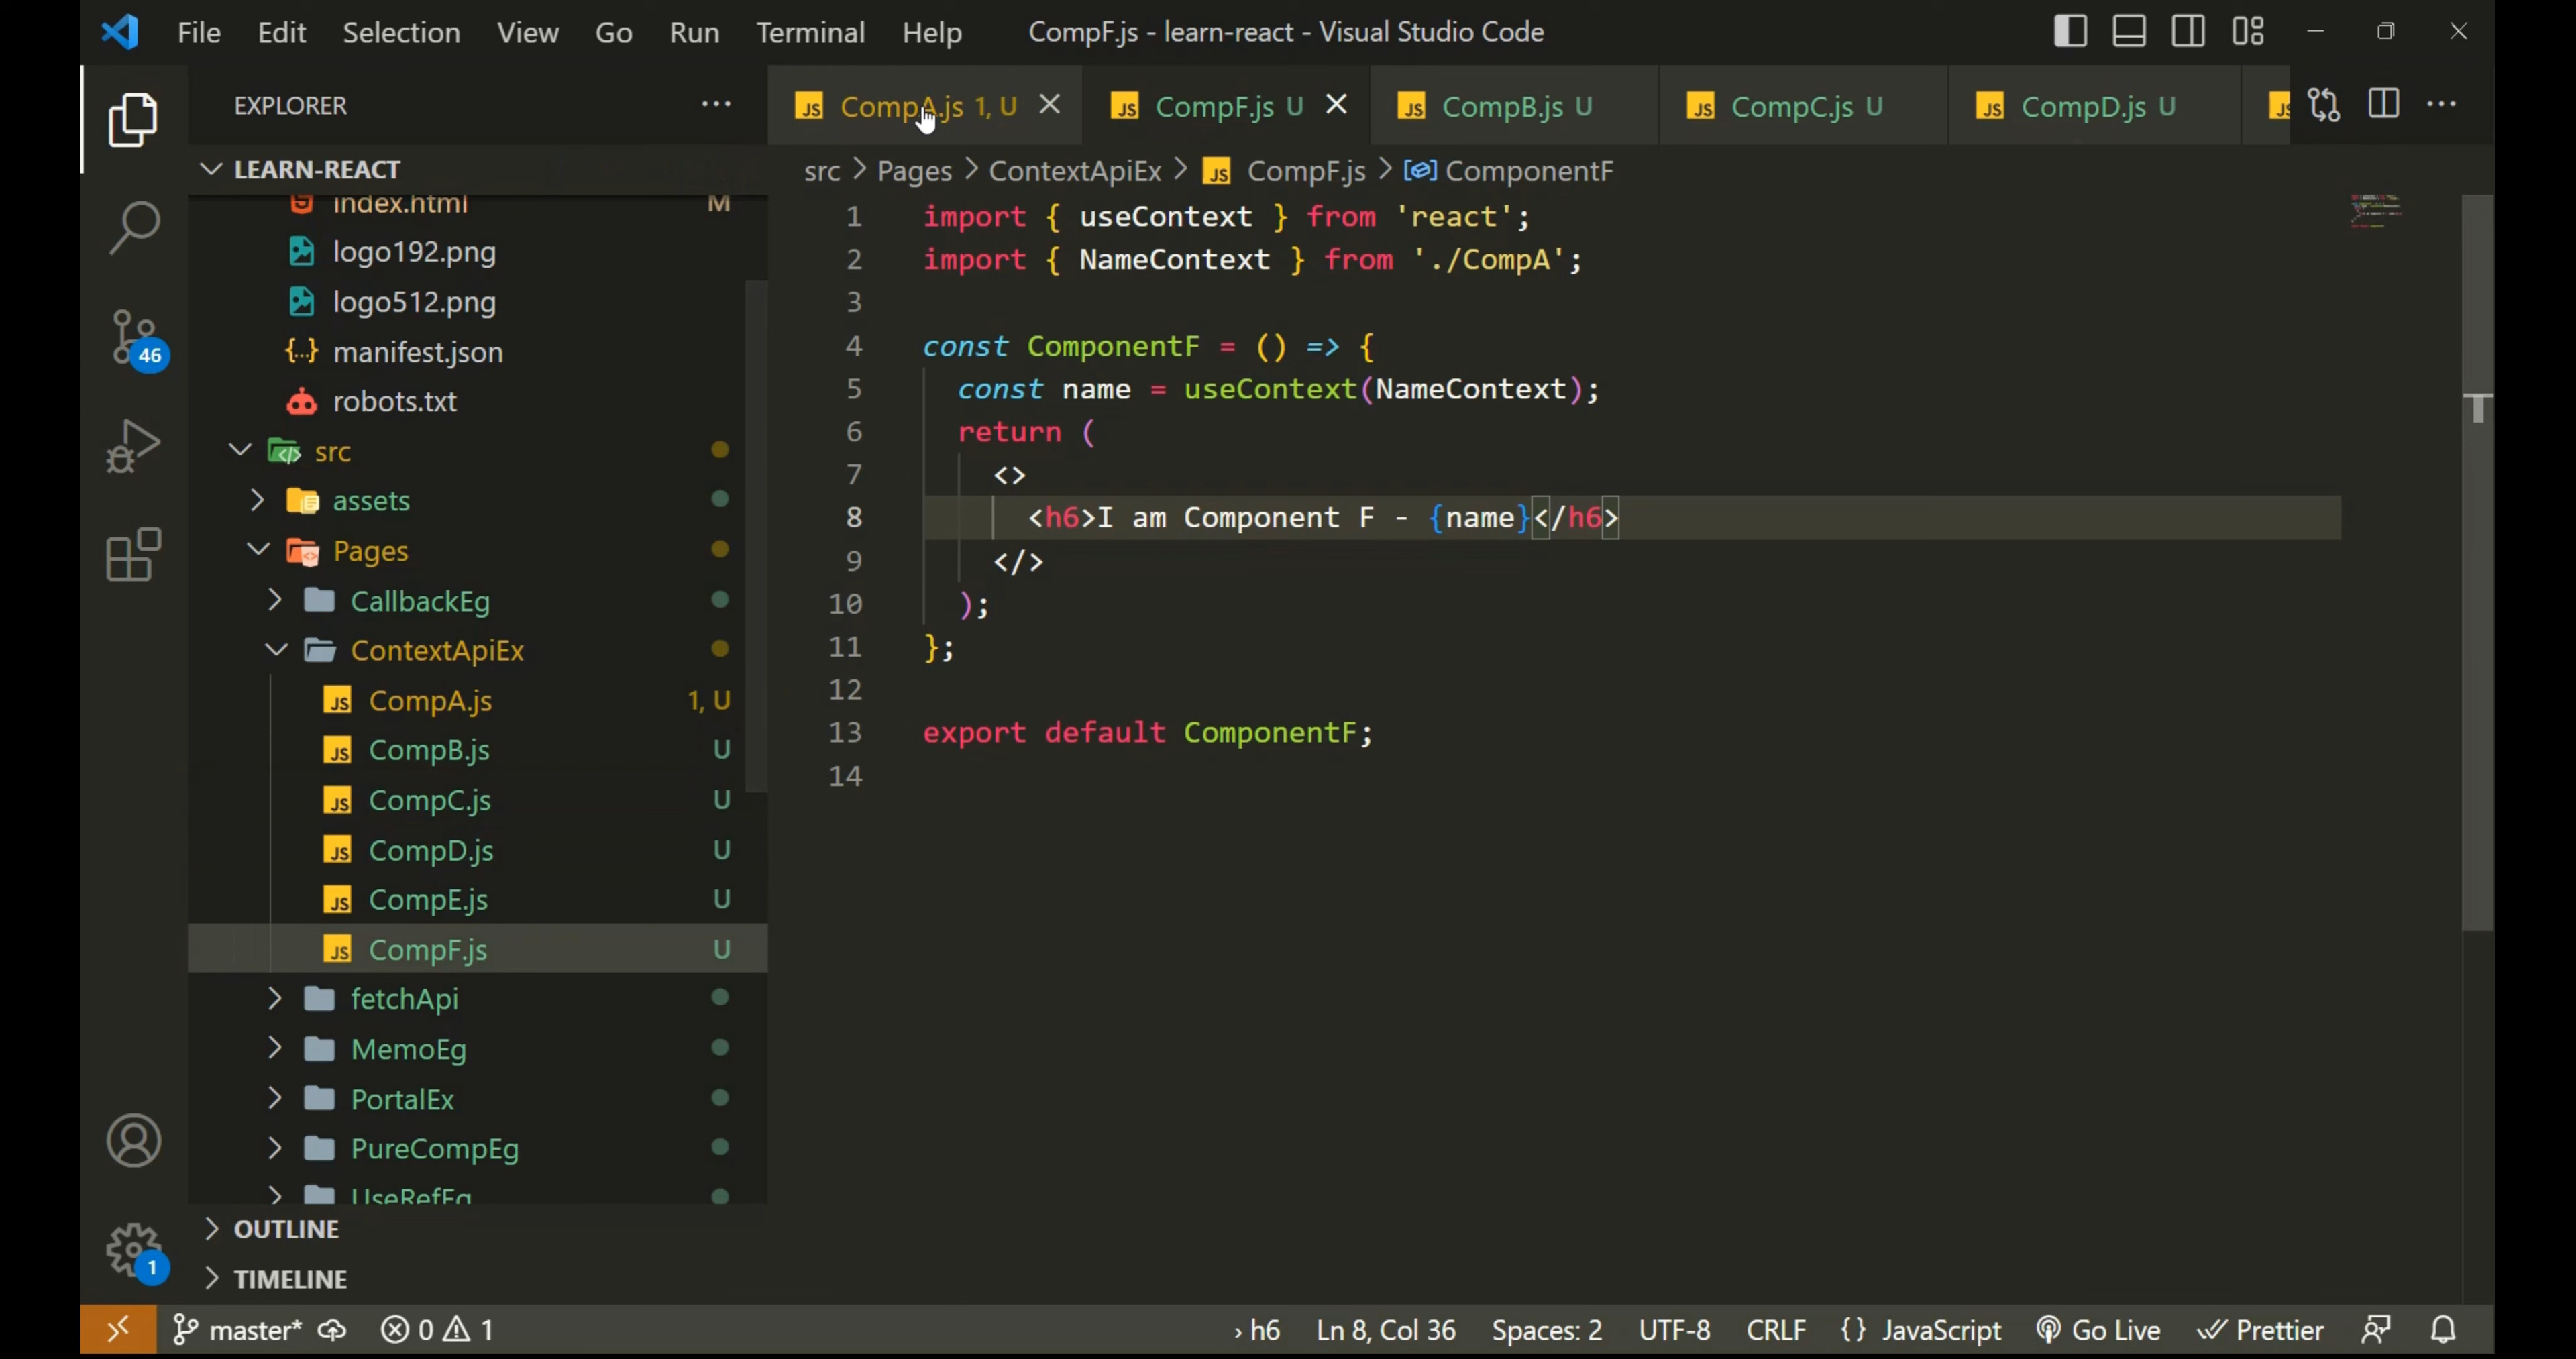 File Edit Selection View Go Run Terminal Help CompF.js - learn-react - Visual Studio Code
EXPLORER
CompA.js 1, U CompF.js U CompB.js U CompC.js U CompD.js U
LEARN-REACT
src > Pages > ContextApiEx > CompF.js > ComponentF
index.html M
logo192.png
logo512.png
manifest.json
robots.txt
src
assets
Pages
CallbackEg
ContextApiEx
CompA.js 1, U
CompB.js U
CompC.js U
CompD.js U
CompE.js U
CompF.js U
fetchApi
MemoEg
PortalEx
PureCompEg
UseRefEg
OUTLINE
TIMELINE
46
1
1 import { useContext } from 'react';
2 import { NameContext } from './CompA';
3
4 const ComponentF = () => {
5 const name = useContext(NameContext);
6 return (
7 <>
8 <h6>I am Component F - {name}</h6>
9 </>
10 );
11 };
12
13 export default ComponentF;
14
master* 0 1 › h6 Ln 8, Col 36 Spaces: 2 UTF-8 CRLF {} JavaScript Go Live Prettier